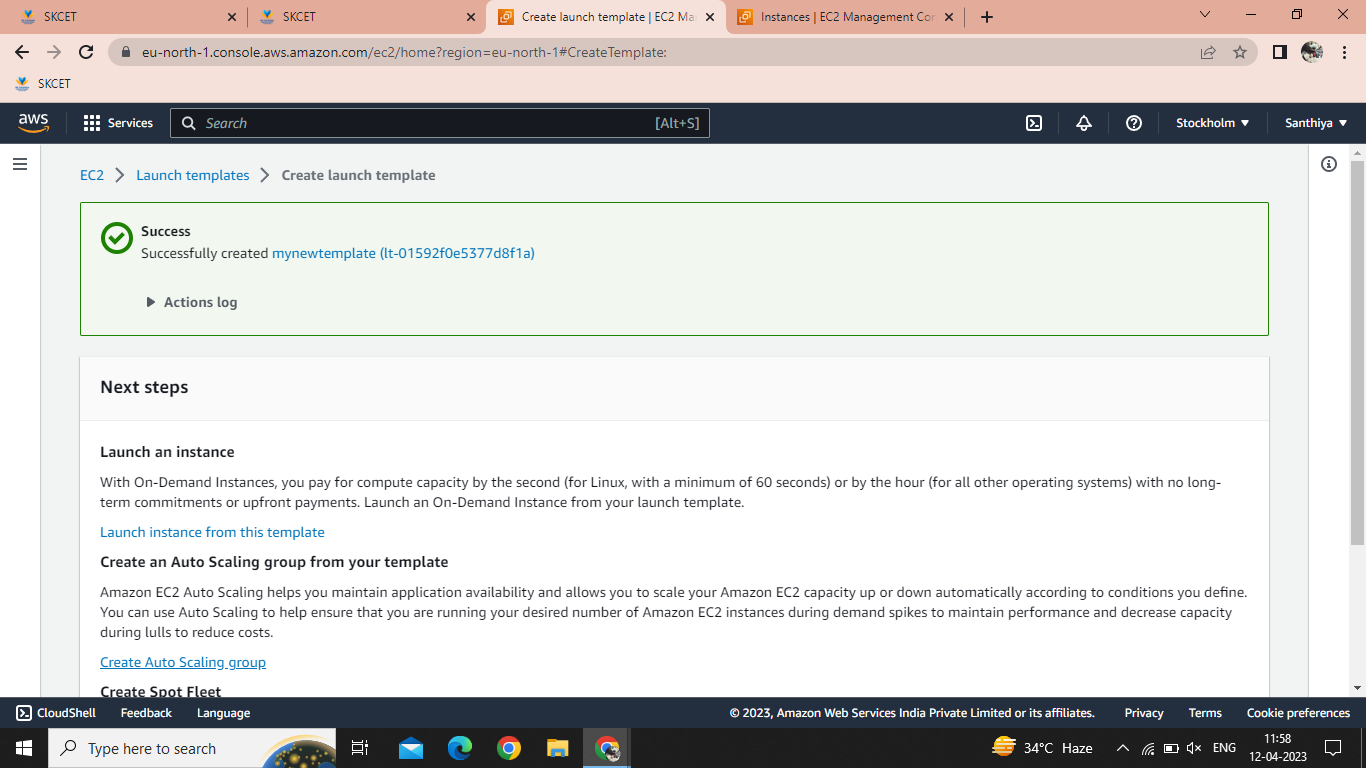 SKCET
SKCET
Create launch template | EC2 Ma
Instances | EC2 Management Con
eu-north-1.console.aws.amazon.com/ec2/home?region=eu-north-1#CreateTemplate:
SKCET
aws
Services
Search
[Alt+S]
Stockholm
Santhiya
EC2
Launch templates
Create launch template
Success
Successfully created mynewtemplate (lt-01592f0e5377d8f1a)
Actions log
Next steps
Launch an instance
With On-Demand Instances, you pay for compute capacity by the second (for Linux, with a minimum of 60 seconds) or by the hour (for all other operating systems) with no long-
term commitments or upfront payments. Launch an On-Demand Instance from your launch template.
Launch instance from this template
Create an Auto Scaling group from your template
Amazon EC2 Auto Scaling helps you maintain application availability and allows you to scale your Amazon EC2 capacity up or down automatically according to conditions you define.
You can use Auto Scaling to help ensure that you are running your desired number of Amazon EC2 instances during demand spikes to maintain performance and decrease capacity
during lulls to reduce costs.
Create Auto Scaling group
Create Spot Fleet
CloudShell
Feedback
Language
© 2023, Amazon Web Services India Private Limited or its affiliates.
Privacy
Terms
Cookie preferences
Type here to search
34°C Haze
ENG
11:58
12-04-2023